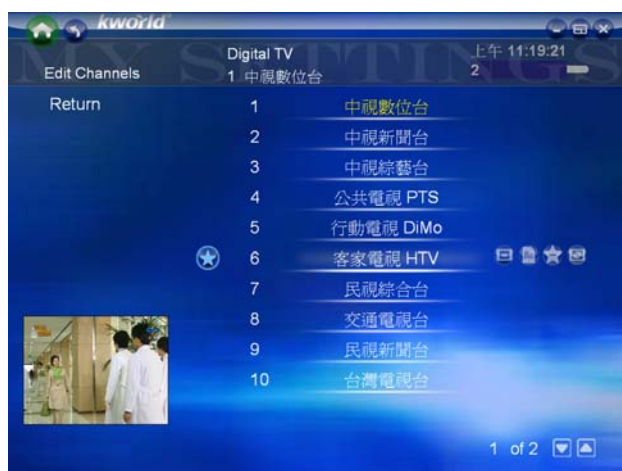 kworld
MY SETTINGS
Edit Channels
Digital TV
1 中視數位台
上午 11:19:21
2
Return
1 中視數位台
2 中視新聞台
3 中視綜藝台
4 公共電視 PTS
5 行動電視 DiMo
6 客家電視 HTV
7 民視綜合台
8 交通電視台
9 民視新聞台
10 台灣電視台
1 of 2